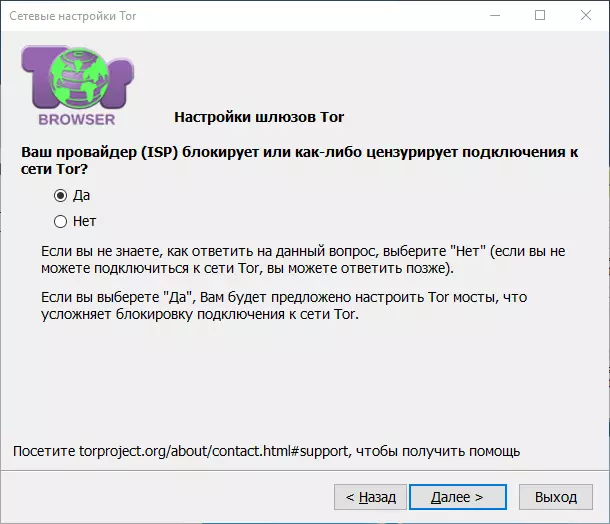 Сетевые настройки Tor
Tor
BROWSER
Настройки шлюзов Tor
Ваш провайдер (ISP) блокирует или как-либо цензурирует подключения к
сети Tor?
Да
Нет
Если вы не знаете, как ответить на данный вопрос, выберите "Нет" (если вы не
можете подключиться к сети Tor, вы можете ответить позже).
Если вы выберете "Да", Вам будет предложено настроить Tor мосты, что
усложняет блокировку подключения к сети Tor.
Посетите torproject.org/about/contact.html#support, чтобы получить помощь
< Назад
Далее >
Выход